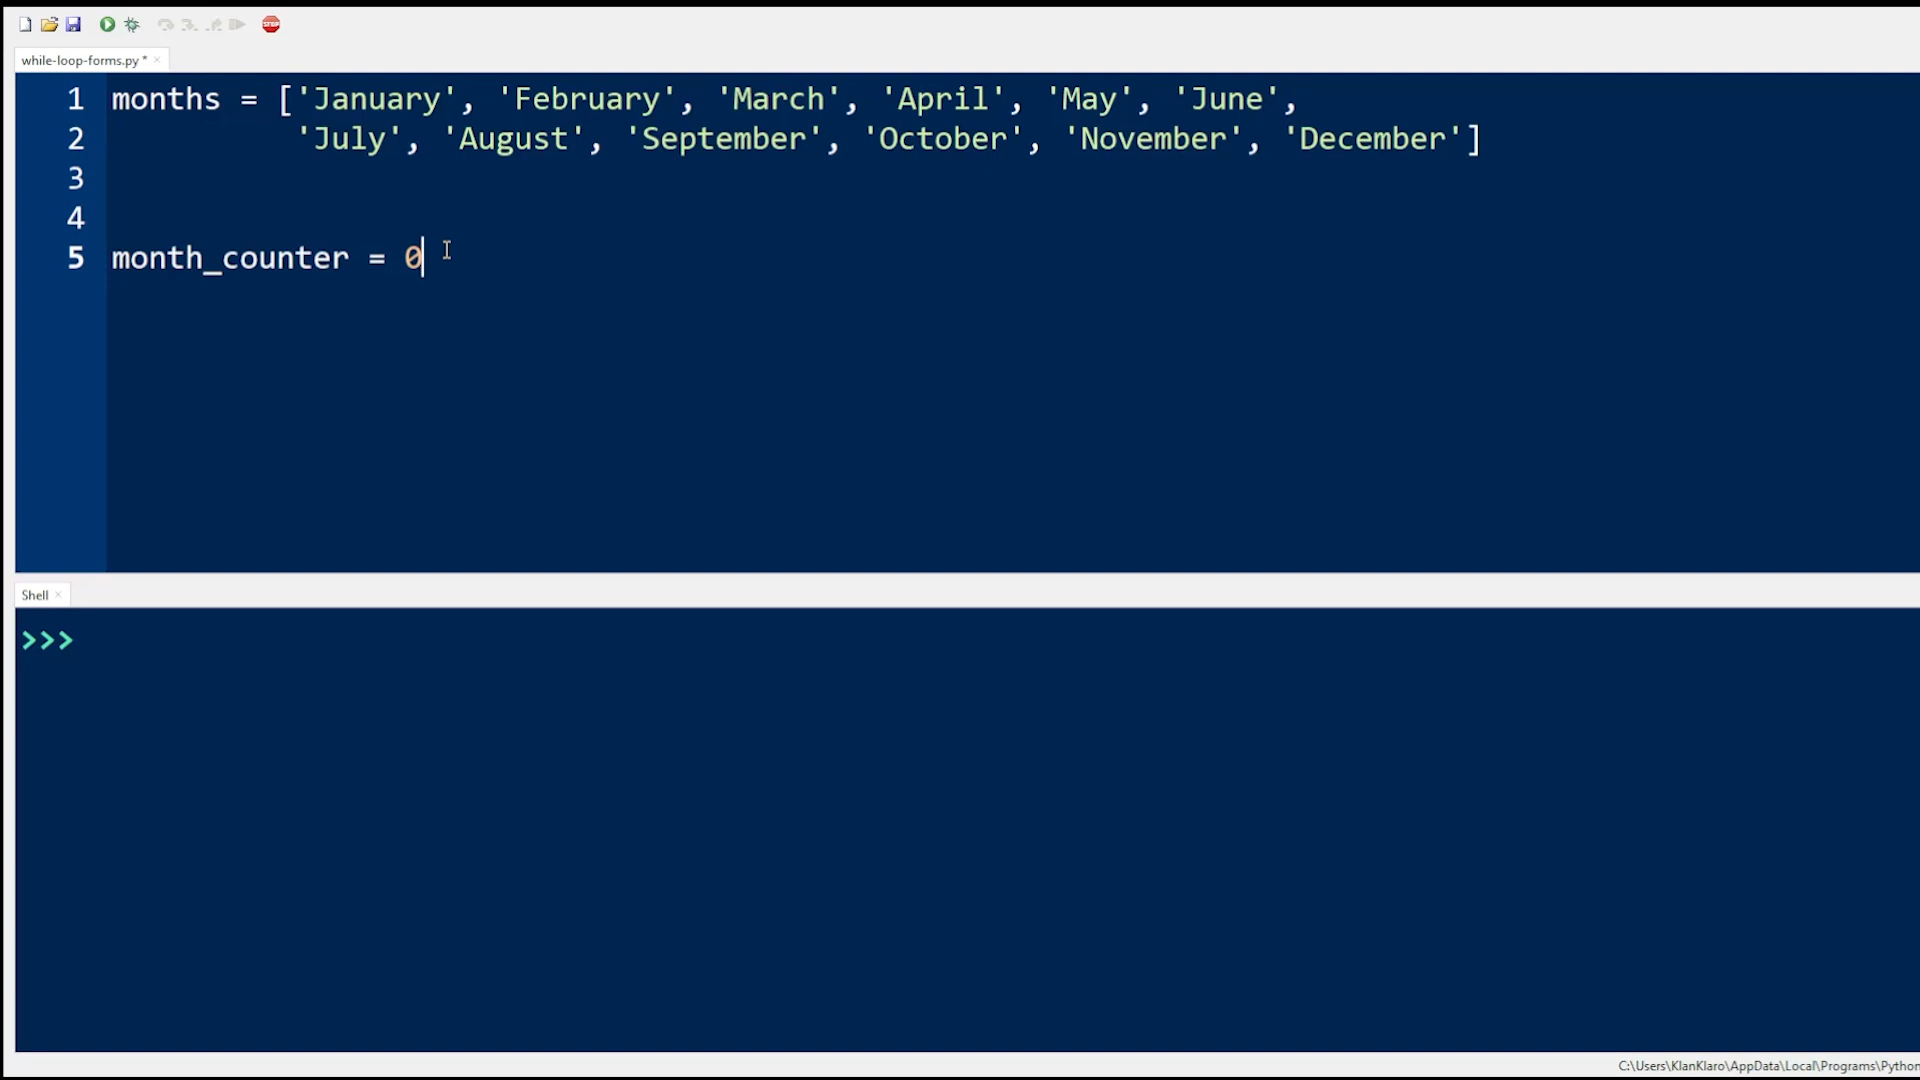 STOP
while-loop-forms.py * ×
1 months = ['January', 'February', 'March', 'April', 'May', 'June',
2 'July', 'August', 'September', 'October', 'November', 'December']
3
4
5 month_counter = 0
Shell ×
>>>
C:\Users\KlanKlaro\AppData\Local\Programs\Python